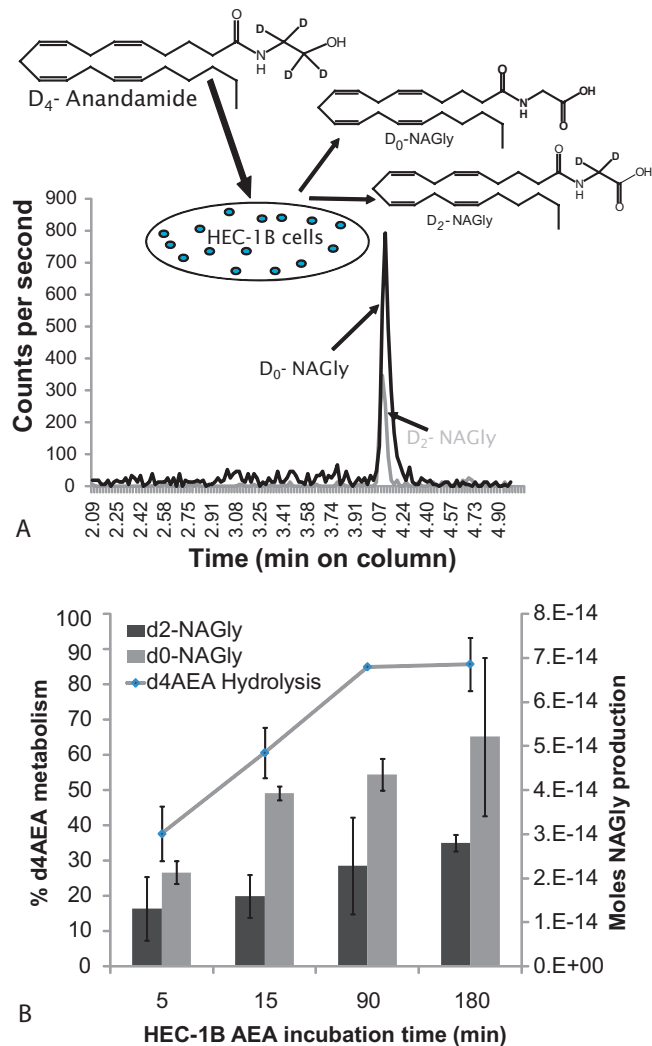 O
D
D
OH
N
H
D
D
D₄- Anandamide
O
N
H
OH
O
D₀-NAGly
O
D
D
N
H
OH
O
D₂-NAGly
HEC-1B cells
Counts per second
900
800
700
600
500
400
300
200
100
0
D₀- NAGly
D₂- NAGly
2.09
2.25
2.42
2.58
2.75
2.91
3.08
3.25
3.41
3.58
3.74
3.91
4.07
4.24
4.40
4.57
4.73
4.90
A
Time (min on column)
% d4AEA metabolism
100
90
80
70
60
50
40
30
20
10
0
d2-NAGly
d0-NAGly
d4AEA Hydrolysis
8.E-14
7.E-14
6.E-14
5.E-14
4.E-14
3.E-14
2.E-14
1.E-14
0.E+00
Moles NAGly production
5
15
90
180
B
HEC-1B AEA incubation time (min)